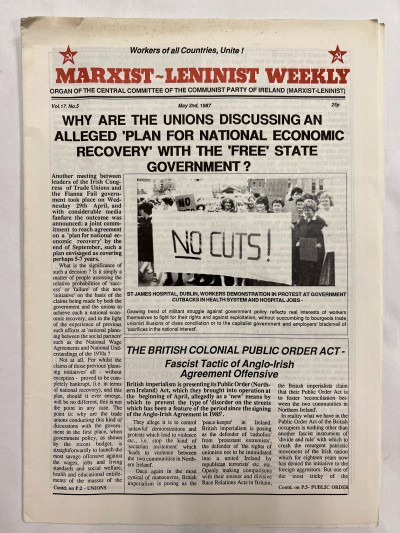 Workers of all Countries, Unite !
MARXIST~LENINIST WEEKLY
ORGAN OF THE CENTRAL COMMITTEE OF THE COMMUNIST PARTY OF IRELAND (MARXIST-LENINIST)
Vol.17. No.5 May 2nd, 1987 25p
WHY ARE THE UNIONS DISCUSSING AN
ALLEGED 'PLAN FOR NATIONAL ECONOMIC
RECOVERY' WITH THE 'FREE' STATE
GOVERNMENT ?
Another meeting between
leaders of the Irish Cong-
ress of Trade Unions and
the Fianna Fail govern-
ment took place on Wed-
nesday 29th April, and
with considerable media
fanfare the outcome was
announced: a joint comm-
itment to reach agreement
on a 'plan for national ec-
onomic recovery' by the
end of September, such a
plan envisaged as covering
perhaps 5-7 years.
What is the significance of
such a decision ? Is it simply a
matter of people assessing the
relative probabilities of 'succ-
ess' or 'failure' of this new
'initiative' on the basis of the
claims being made by both the
government and the unions to
achieve such a national econ-
omic recovery, and in the light
of the experience of previous
such efforts at 'national plann-
ing between the social partners'
such as the National Wage
Agreements and National Und-
erstandings of the 1970s ?
Not at all. For whilst the
claims of those previous 'plann-
ing initiatives' all - without
exception - proved to be com-
pletely bankrupt, (i.e. in terms
of national recovery), and this
plan, should it ever emerge,
will be no different, this is not
the point in any case. The
point is: why are the trade
unions conducting this kind of
discussions with the govern-
ment in the first place, when
government policy, as shown
by the recent budget, is
straightforwardly to launch the
most savage offensive against
the wages, jobs and living
standards and social welfare,
health and educational entitle-
ments of the masses of the
Contd. on P.2 - UNIONS
NO CUTS!
ST JAMES HOSPITAL, DUBLIN, WORKERS DEMONSTRATION IN PROTEST AT GOVERNMENT
CUTBACKS IN HEALTH SYSTEM AND HOSPITAL JOBS -
Growing trend of militant struggle against government policy reflects real interests of workers
themselves to fight for their rights and against exploitation, without succumbing to bourgeois trade
unionist illusions of class conciliation or to the capitalist government and employers' blackmail of
'sacrifices in the national interest'.
THE BRITISH COLONIAL PUBLIC ORDER ACT -
Fascist Tactic of Anglo-Irish
Agreement Offensive
British imperialism is presenting its Public Order (North-
ern Ireland) Act, which they brought into operation at
the beginning of April, allegedly as a 'new' means by
which to prevent the type of 'disorder on the streets
which has been a feature of the period since the signing
of the Anglo-Irish Agreement in 1985'.
They allege it is to control
'unlawful' demonstrations and
protests which lead to violence
etc., i.e. stop the kind of
'sectarian incitement' which
'leads to violence between
the two communities in North-
ern Ireland'.
Once again in the most
cynical of manoeuvres, British
imperialism is posing as the
'peace-keeper' in Ireland.
British imperialism is posing
as the defender of 'catholics'
from 'protestant extremists',
the defender of the rights of
unionists not to be intimidated
into a united Ireland by
republican terrorists' etc. etc.
Openly making comparisons
with their sinister and divisive
Race Relations Acts in Britain,
the British imperialists claim
that their Public Order Act is
to foster 'reconciliation bet-
ween the two communities in
Northern Ireland'.
In reality what we have in the
Public Order Act of the British
occupiers is nothing other than
another fascist instrument of
'divide and rule' with which to
crush the resurgent patriotic
movement of the Irish nation
which for eighteen years now
has denied the initiative to the
foreign aggressors. But one of
the most tricky of the
Contd. on P.5- PUBLIC ORDER